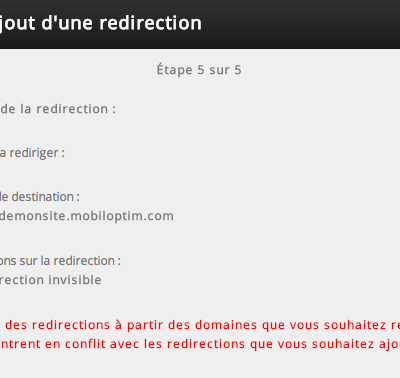 jout d'une redirection
Étape 5 sur 5
de la redirection :
a rediriger :
de destination :
demonsite.mobiloptim.com
ons sur la redirection :
rection invisible
des redirections à partir des domaines que vous souhaitez re
ntrent en conflit avec les redirections que vous souhaitez ajou